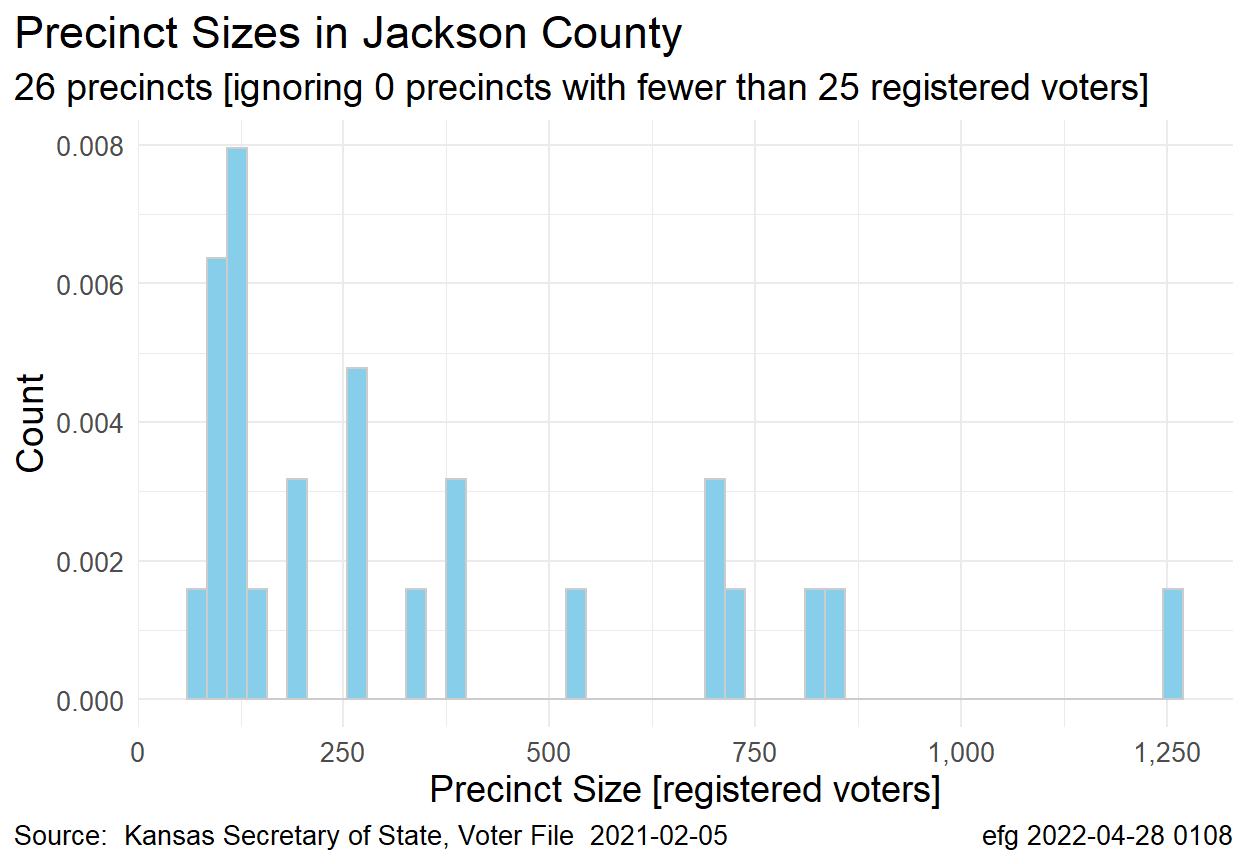 Precinct Sizes in Jackson County
26 precincts [ignoring 0 precincts with fewer than 25 registered voters]
0.008
0.006
0.004
0.002
0.000
Count
0 250 500 750 1,000 1,250
Precinct Size [registered voters]
Source:  Kansas Secretary of State, Voter File  2021-02-05
efg 2022-04-28 0108